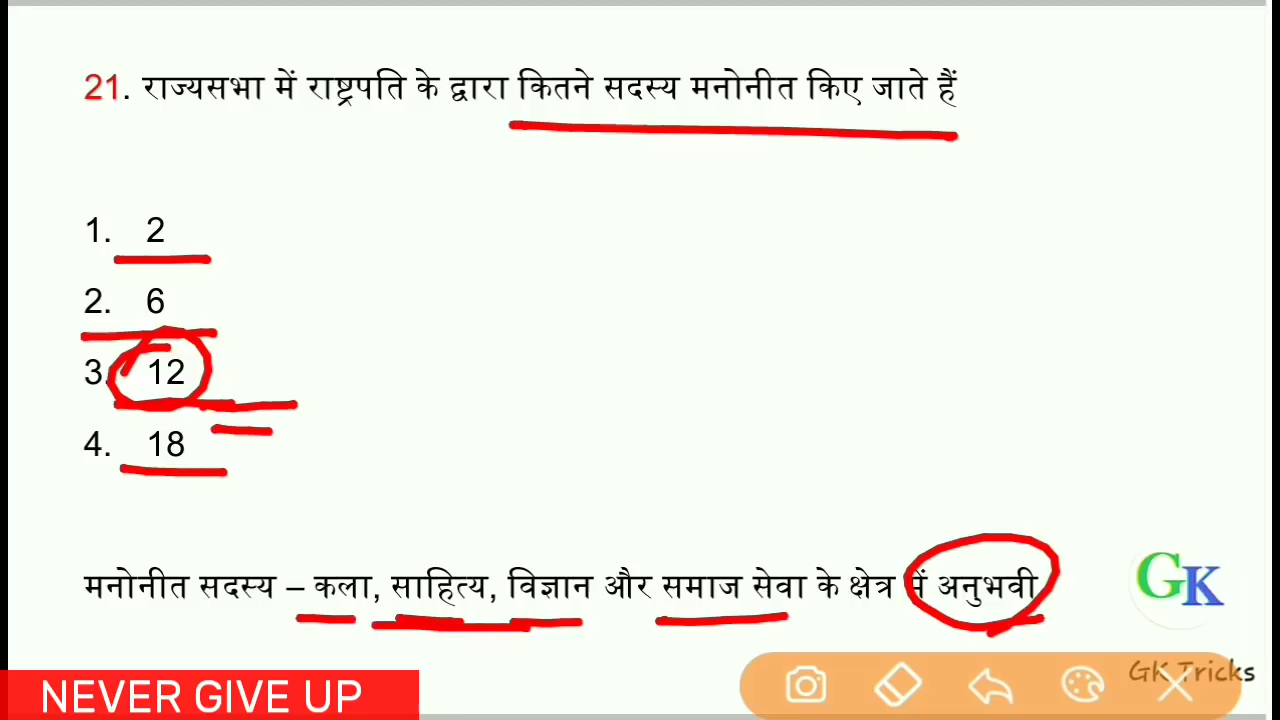 21. राज्यसभा में राष्ट्रपति के द्वारा कितने सदस्य मनोनीत किए जाते हैं
1. 2
2. 6
3. 12
4. 18
मनोनीत सदस्य – कला, साहित्य, विज्ञान और समाज सेवा के क्षेत्र में अनुभवी
GK
GK Tricks
NEVER GIVE UP